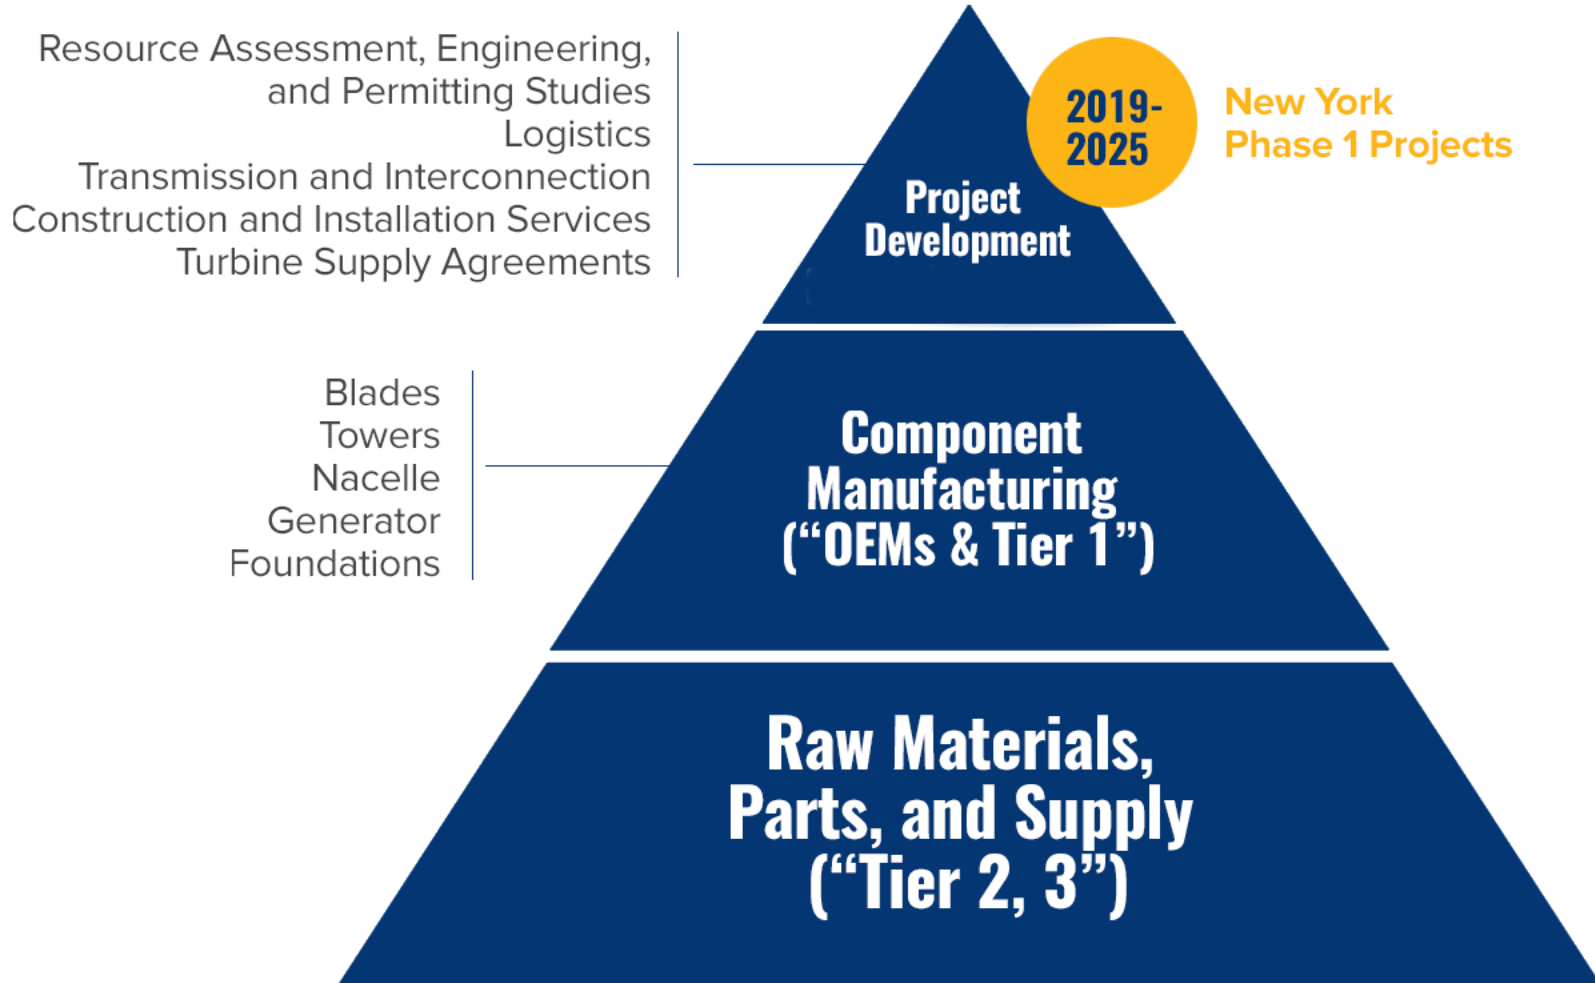 Resource Assessment, Engineering,
and Permitting Studies
Logistics
Transmission and Interconnection
Construction and Installation Services
Turbine Supply Agreements
2019-
2025
New York
Phase 1 Projects
Project
Development
Blades
Towers
Nacelle
Generator
Foundations
Component
Manufacturing
(“OEMs & Tier 1”)
Raw Materials,
Parts, and Supply
(“Tier 2, 3”)